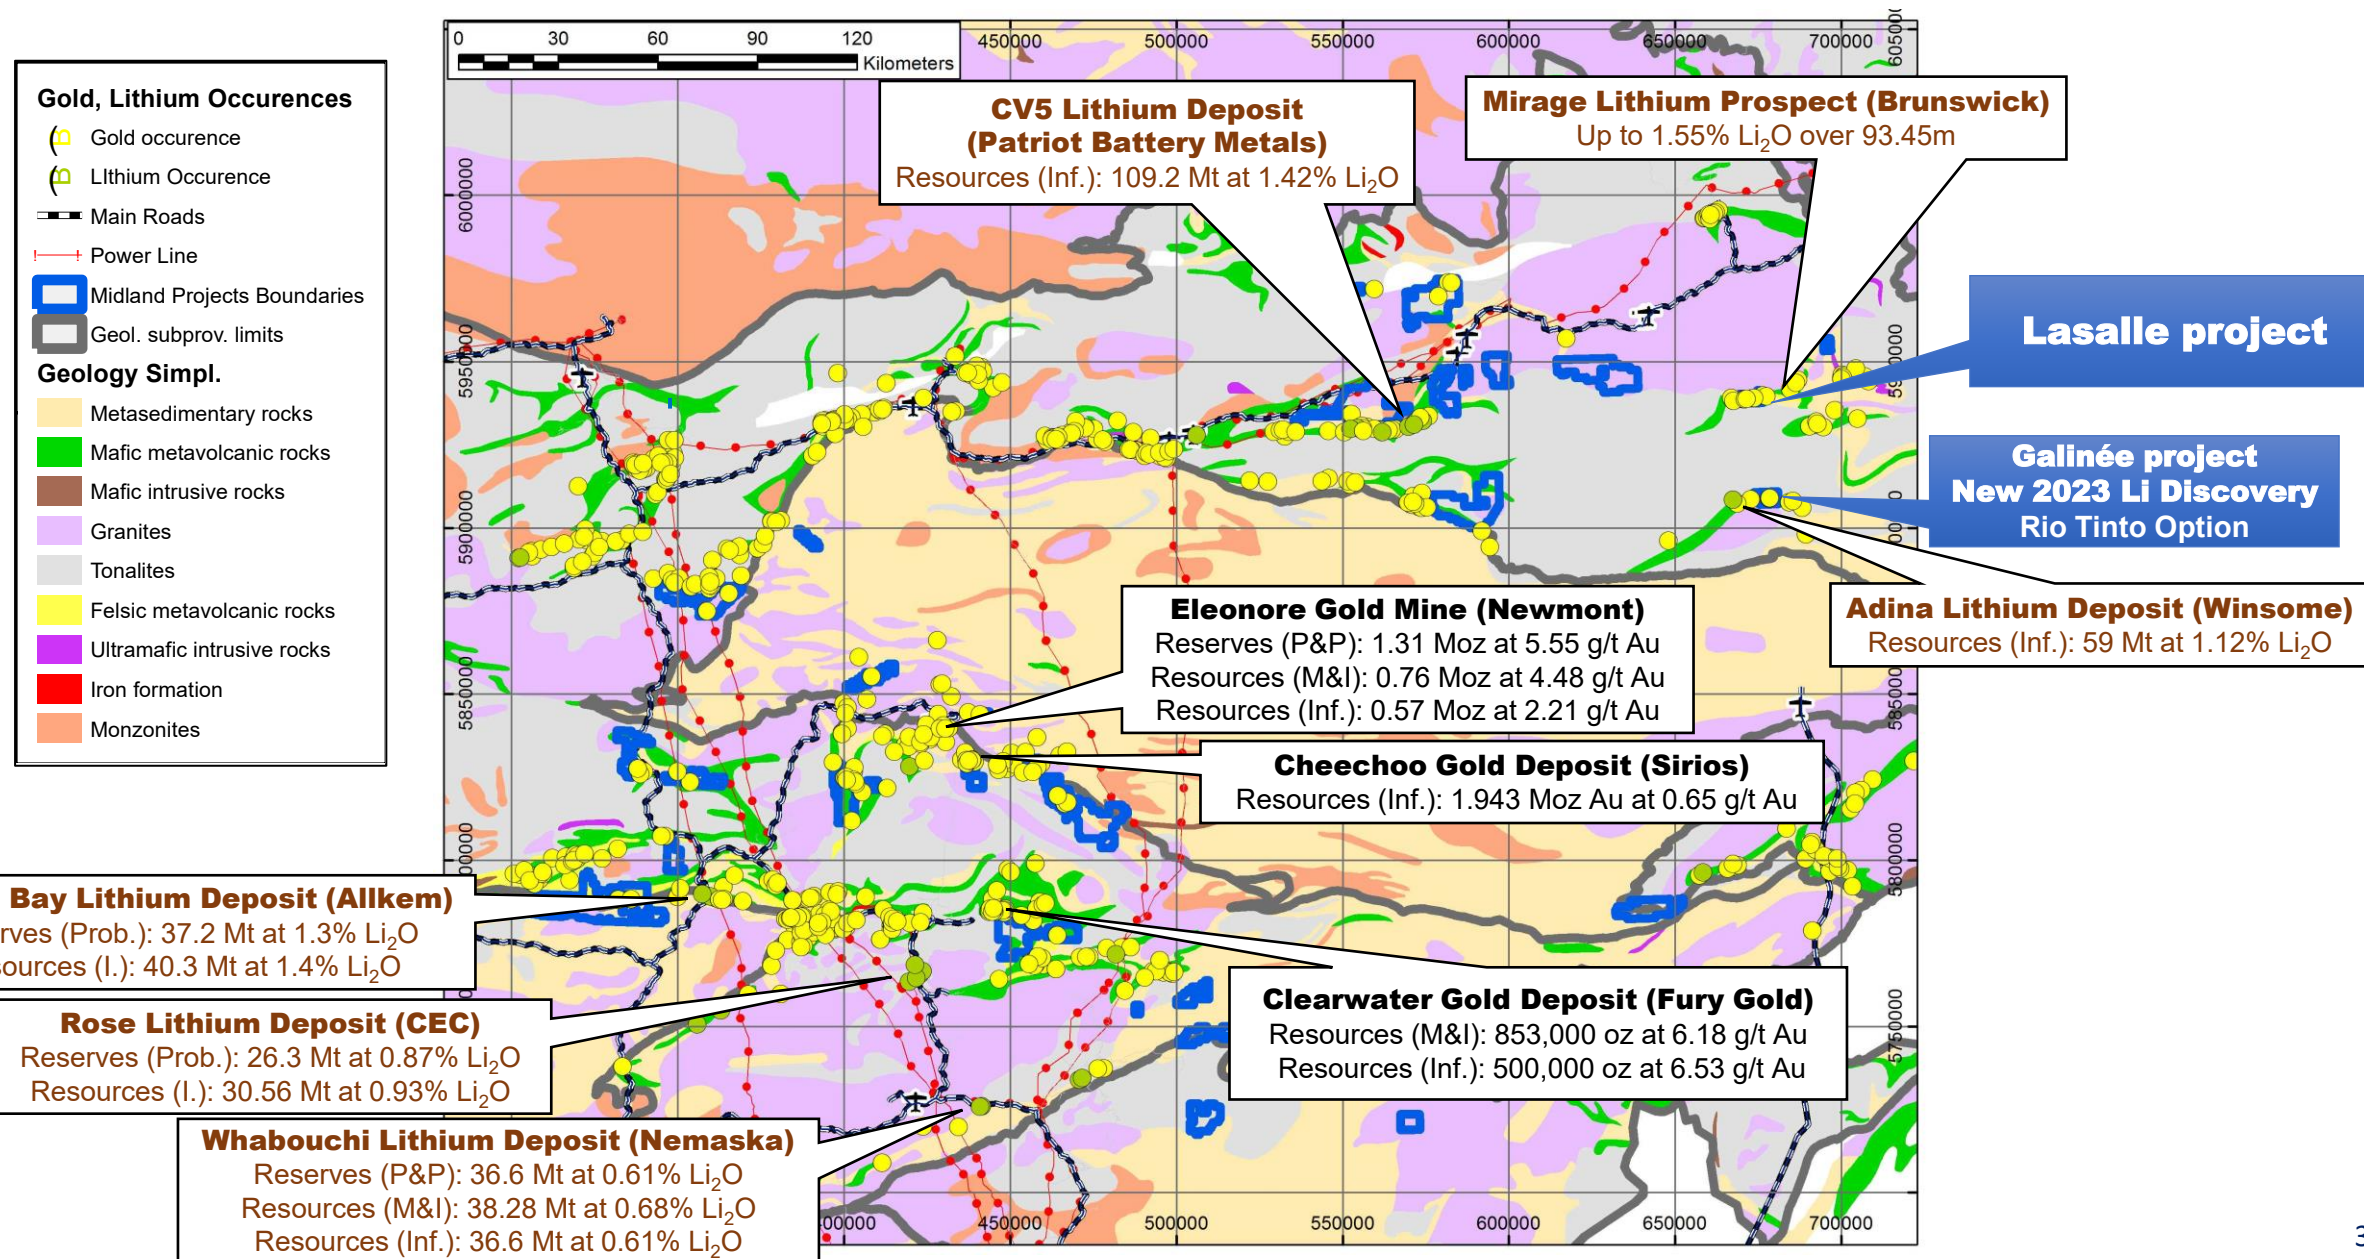 0 30 60 90 120
Kilometers
450000 500000 550000 600000 650000 700000
Gold, Lithium Occurences
Gold occurence
LIthium Occurence
Main Roads
Power Line
Midland Projects Boundaries
Geol. subprov. limits
Geology Simpl.
Metasedimentary rocks
Mafic metavolcanic rocks
Mafic intrusive rocks
Granites
Tonalites
Felsic metavolcanic rocks
Ultramafic intrusive rocks
Iron formation
Monzonites
CV5 Lithium Deposit
(Patriot Battery Metals)
Resources (Inf.): 109.2 Mt at 1.42% Li₂O
Mirage Lithium Prospect (Brunswick)
Up to 1.55% Li₂O over 93.45m
6000000
5950000
5900000
5850000
Lasalle project
Galinée project
New 2023 Li Discovery
Rio Tinto Option
Adina Lithium Deposit (Winsome)
Resources (Inf.): 59 Mt at 1.12% Li₂O
Eleonore Gold Mine (Newmont)
Reserves (P&P): 1.31 Moz at 5.55 g/t Au
Resources (M&I): 0.76 Moz at 4.48 g/t Au
Resources (Inf.): 0.57 Moz at 2.21 g/t Au
Cheechoo Gold Deposit (Sirios)
Resources (Inf.): 1.943 Moz Au at 0.65 g/t Au
5800000
Bay Lithium Deposit (Allkem)
rves (Prob.): 37.2 Mt at 1.3% Li₂O
ources (I.): 40.3 Mt at 1.4% Li₂O
Rose Lithium Deposit (CEC)
Reserves (Prob.): 26.3 Mt at 0.87% Li₂O
Resources (I.): 30.56 Mt at 0.93% Li₂O
Clearwater Gold Deposit (Fury Gold)
Resources (M&I): 853,000 oz at 6.18 g/t Au
Resources (Inf.): 500,000 oz at 6.53 g/t Au
5750000
Whabouchi Lithium Deposit (Nemaska)
Reserves (P&P): 36.6 Mt at 0.61% Li₂O
Resources (M&I): 38.28 Mt at 0.68% Li₂O
Resources (Inf.): 36.6 Mt at 0.61% Li₂O
00000 450000 500000 550000 600000 650000 700000
3